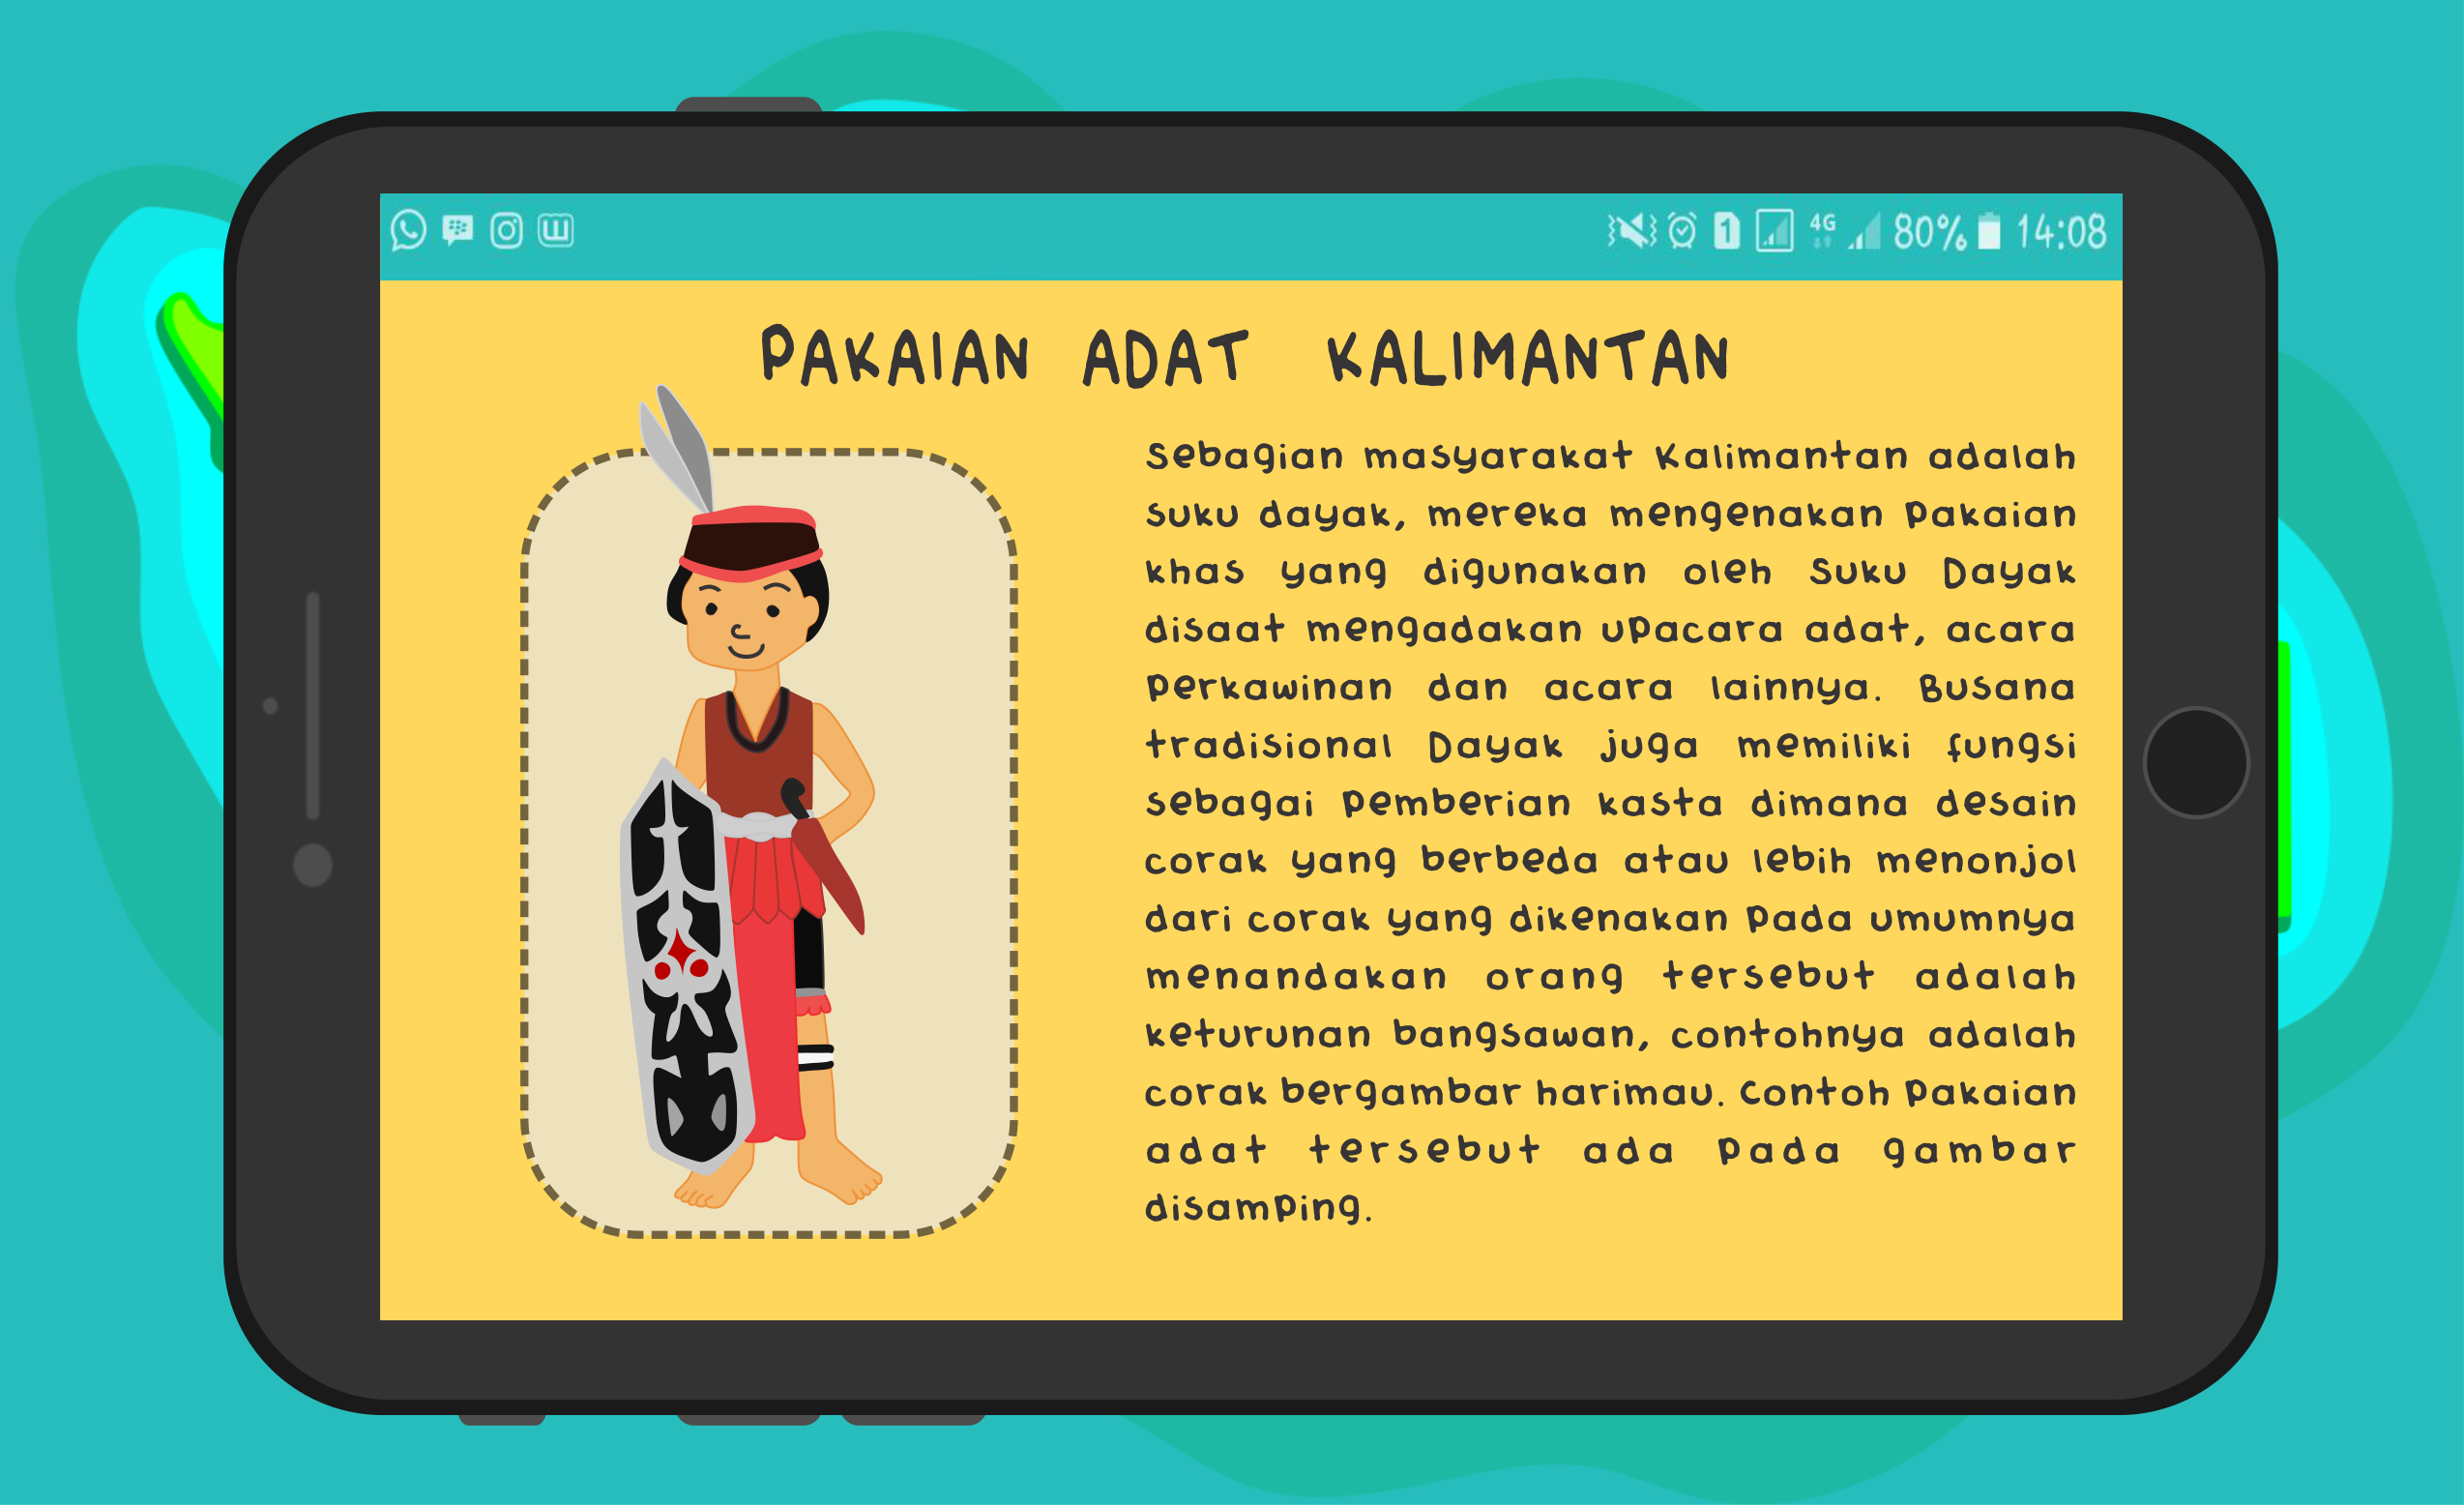 1 4G 80% 14:08
PAKAIAN ADAT KALIMANTAN
Sebagian masyarakat Kalimantan adalah
suku dayak, mereka mengenakan pakaian
khas yang digunakan oleh Suku Dayak
disaat mengadakan upacara adat, acara
perkawinan dan acara lainnya. Busana
tradisional Dayak juga memiliki fungsi
sebagai pemberian kasta dimana desain
corak yang berbeda atau lebih menonjol
dari corak yang dikenakan pada umumnya
menandakan orang tersebut adalah
keturunan bangsawan, contohnya adalah
corak bergambar harimau. Contoh pakaian
adat tersebut ada pada gambar
disamping.